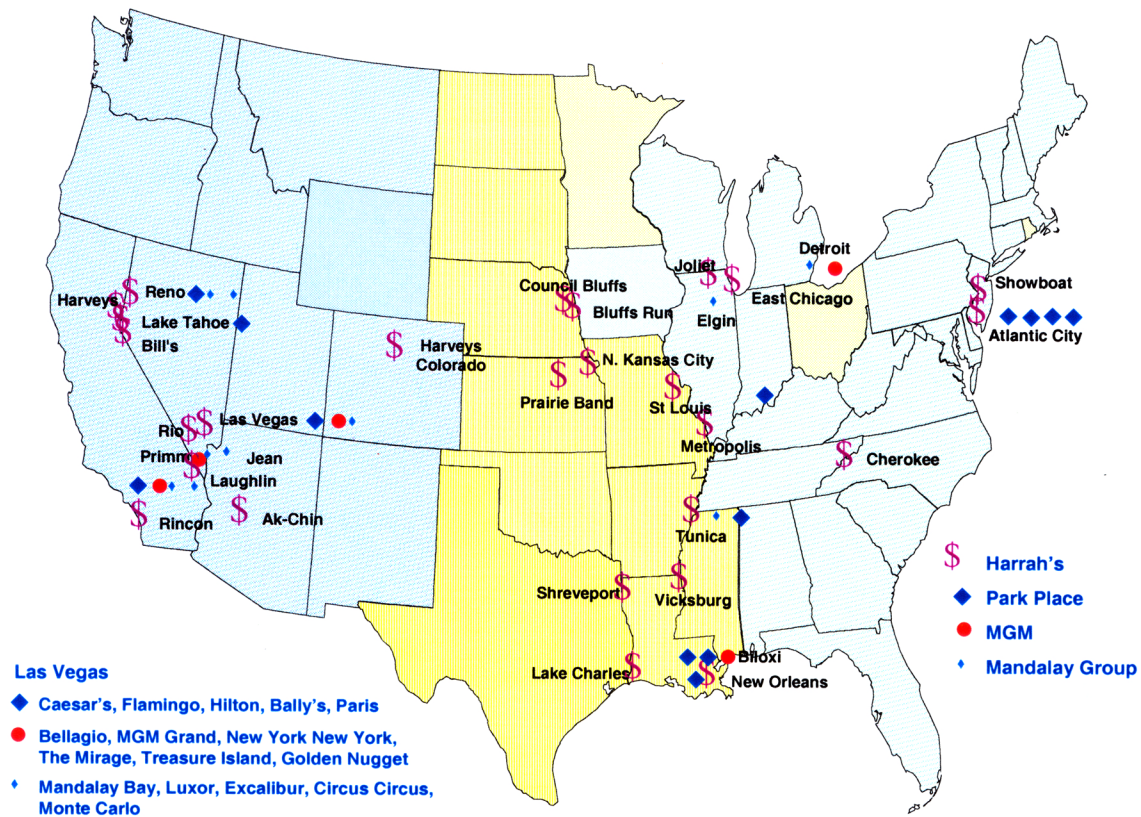 Detroit
Joliet
Council Bluffs
Showboat
Harveys
Reno
East Chicago
Bluffs Run
Elgin
Lake Tahoe
Atlantic City
Bill's
Harveys
Colorado
N. Kansas City
Prairie Band
St Louis
Las Vegas
Rio
Metropolis
Primm
Jean
Cherokee
Laughlin
Rincon
Ak-Chin
Tunica
Shreveport
Vicksburg
Biloxi
Lake Charles
New Orleans
$ Harrah's
Park Place
MGM
Mandalay Group
Las Vegas
Caesar's, Flamingo, Hilton, Bally's, Paris
Bellagio, MGM Grand, New York New York,
The Mirage, Treasure Island, Golden Nugget
Mandalay Bay, Luxor, Excalibur, Circus Circus,
Monte Carlo